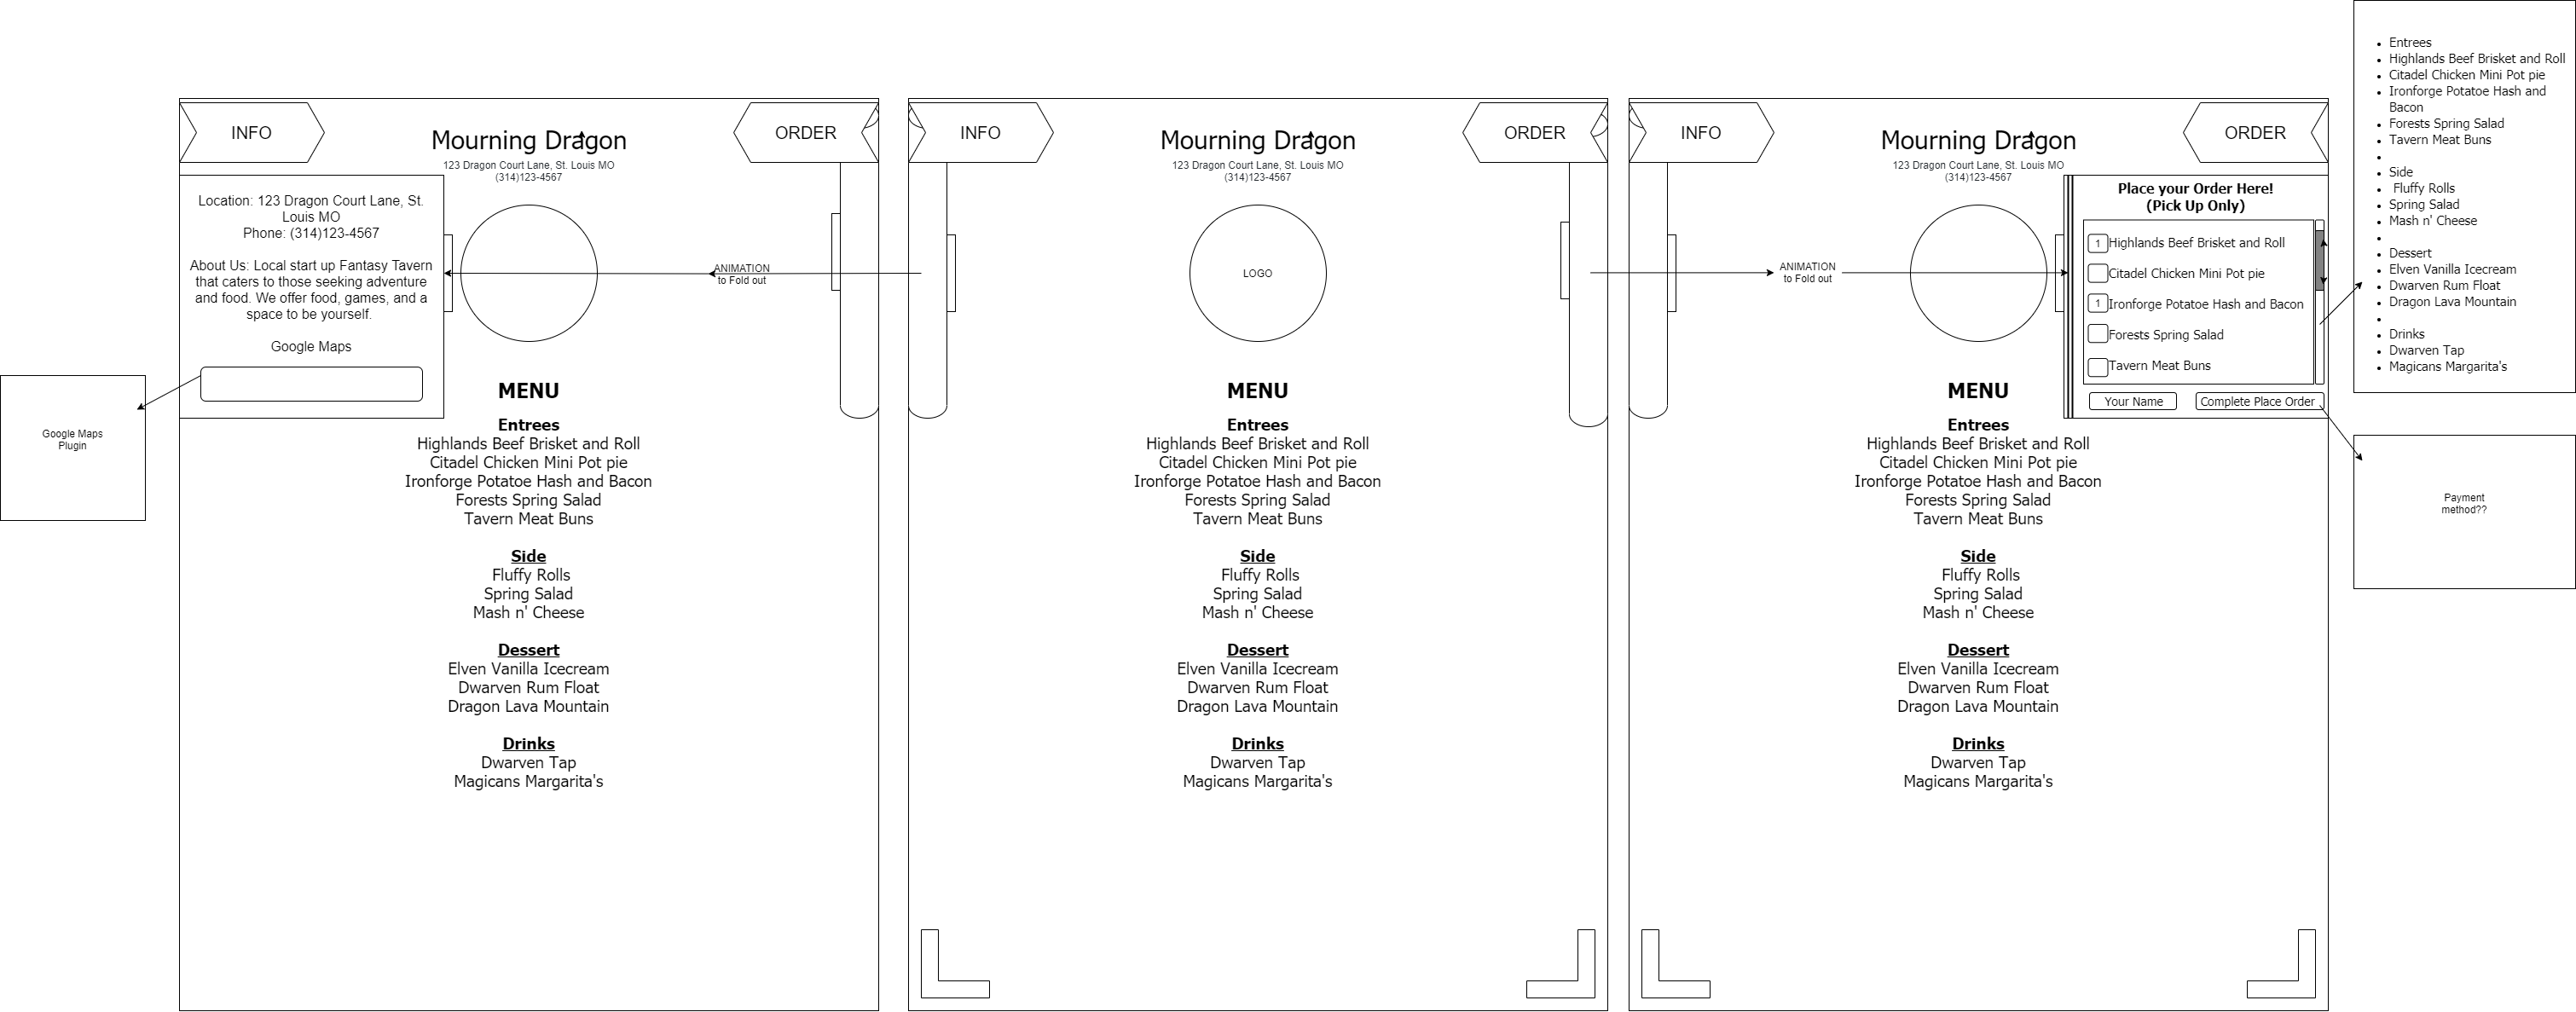 INFO
ORDER
Mourning Dragon
123 Dragon Court Lane, St. Louis MO
(314)123-4567
Location: 123 Dragon Court Lane, St.
Louis MO
Phone: (314)123-4567
About Us: Local start up Fantasy Tavern
that caters to those seeking adventure
and food. We offer food, games, and a
space to be yourself.
Google Maps
Google Maps
Plugin
ANIMATION
to Fold out
MENU
Entrees
Highlands Beef Brisket and Roll
Citadel Chicken Mini Pot pie
Ironforge Potatoe Hash and Bacon
Forests Spring Salad
Tavern Meat Buns
Side
Fluffy Rolls
Spring Salad
Mash n' Cheese
Dessert
Elven Vanilla Icecream
Dwarven Rum Float
Dragon Lava Mountain
Drinks
Dwarven Tap
Magicans Margarita's
INFO
ORDER
Mourning Dragon
123 Dragon Court Lane, St. Louis MO
(314)123-4567
LOGO
MENU
Entrees
Highlands Beef Brisket and Roll
Citadel Chicken Mini Pot pie
Ironforge Potatoe Hash and Bacon
Forests Spring Salad
Tavern Meat Buns
Side
Fluffy Rolls
Spring Salad
Mash n' Cheese
Dessert
Elven Vanilla Icecream
Dwarven Rum Float
Dragon Lava Mountain
Drinks
Dwarven Tap
Magicans Margarita's
INFO
ORDER
Mourning Dragon
123 Dragon Court Lane, St. Louis MO
(314)123-4567
ANIMATION
to Fold out
Place your Order Here!
(Pick Up Only)
1 Highlands Beef Brisket and Roll
Citadel Chicken Mini Pot pie
1 Ironforge Potatoe Hash and Bacon
Forests Spring Salad
Tavern Meat Buns
Your Name
Complete Place Order
MENU
Entrees
Highlands Beef Brisket and Roll
Citadel Chicken Mini Pot pie
Ironforge Potatoe Hash and Bacon
Forests Spring Salad
Tavern Meat Buns
Side
Fluffy Rolls
Spring Salad
Mash n' Cheese
Dessert
Elven Vanilla Icecream
Dwarven Rum Float
Dragon Lava Mountain
Drinks
Dwarven Tap
Magicans Margarita's
• Entrees
• Highlands Beef Brisket and Roll
• Citadel Chicken Mini Pot pie
• Ironforge Potatoe Hash and
Bacon
• Forests Spring Salad
• Tavern Meat Buns
•
• Side
• Fluffy Rolls
• Spring Salad
• Mash n' Cheese
•
• Dessert
• Elven Vanilla Icecream
• Dwarven Rum Float
• Dragon Lava Mountain
•
• Drinks
• Dwarven Tap
• Magicans Margarita's
Payment
method??